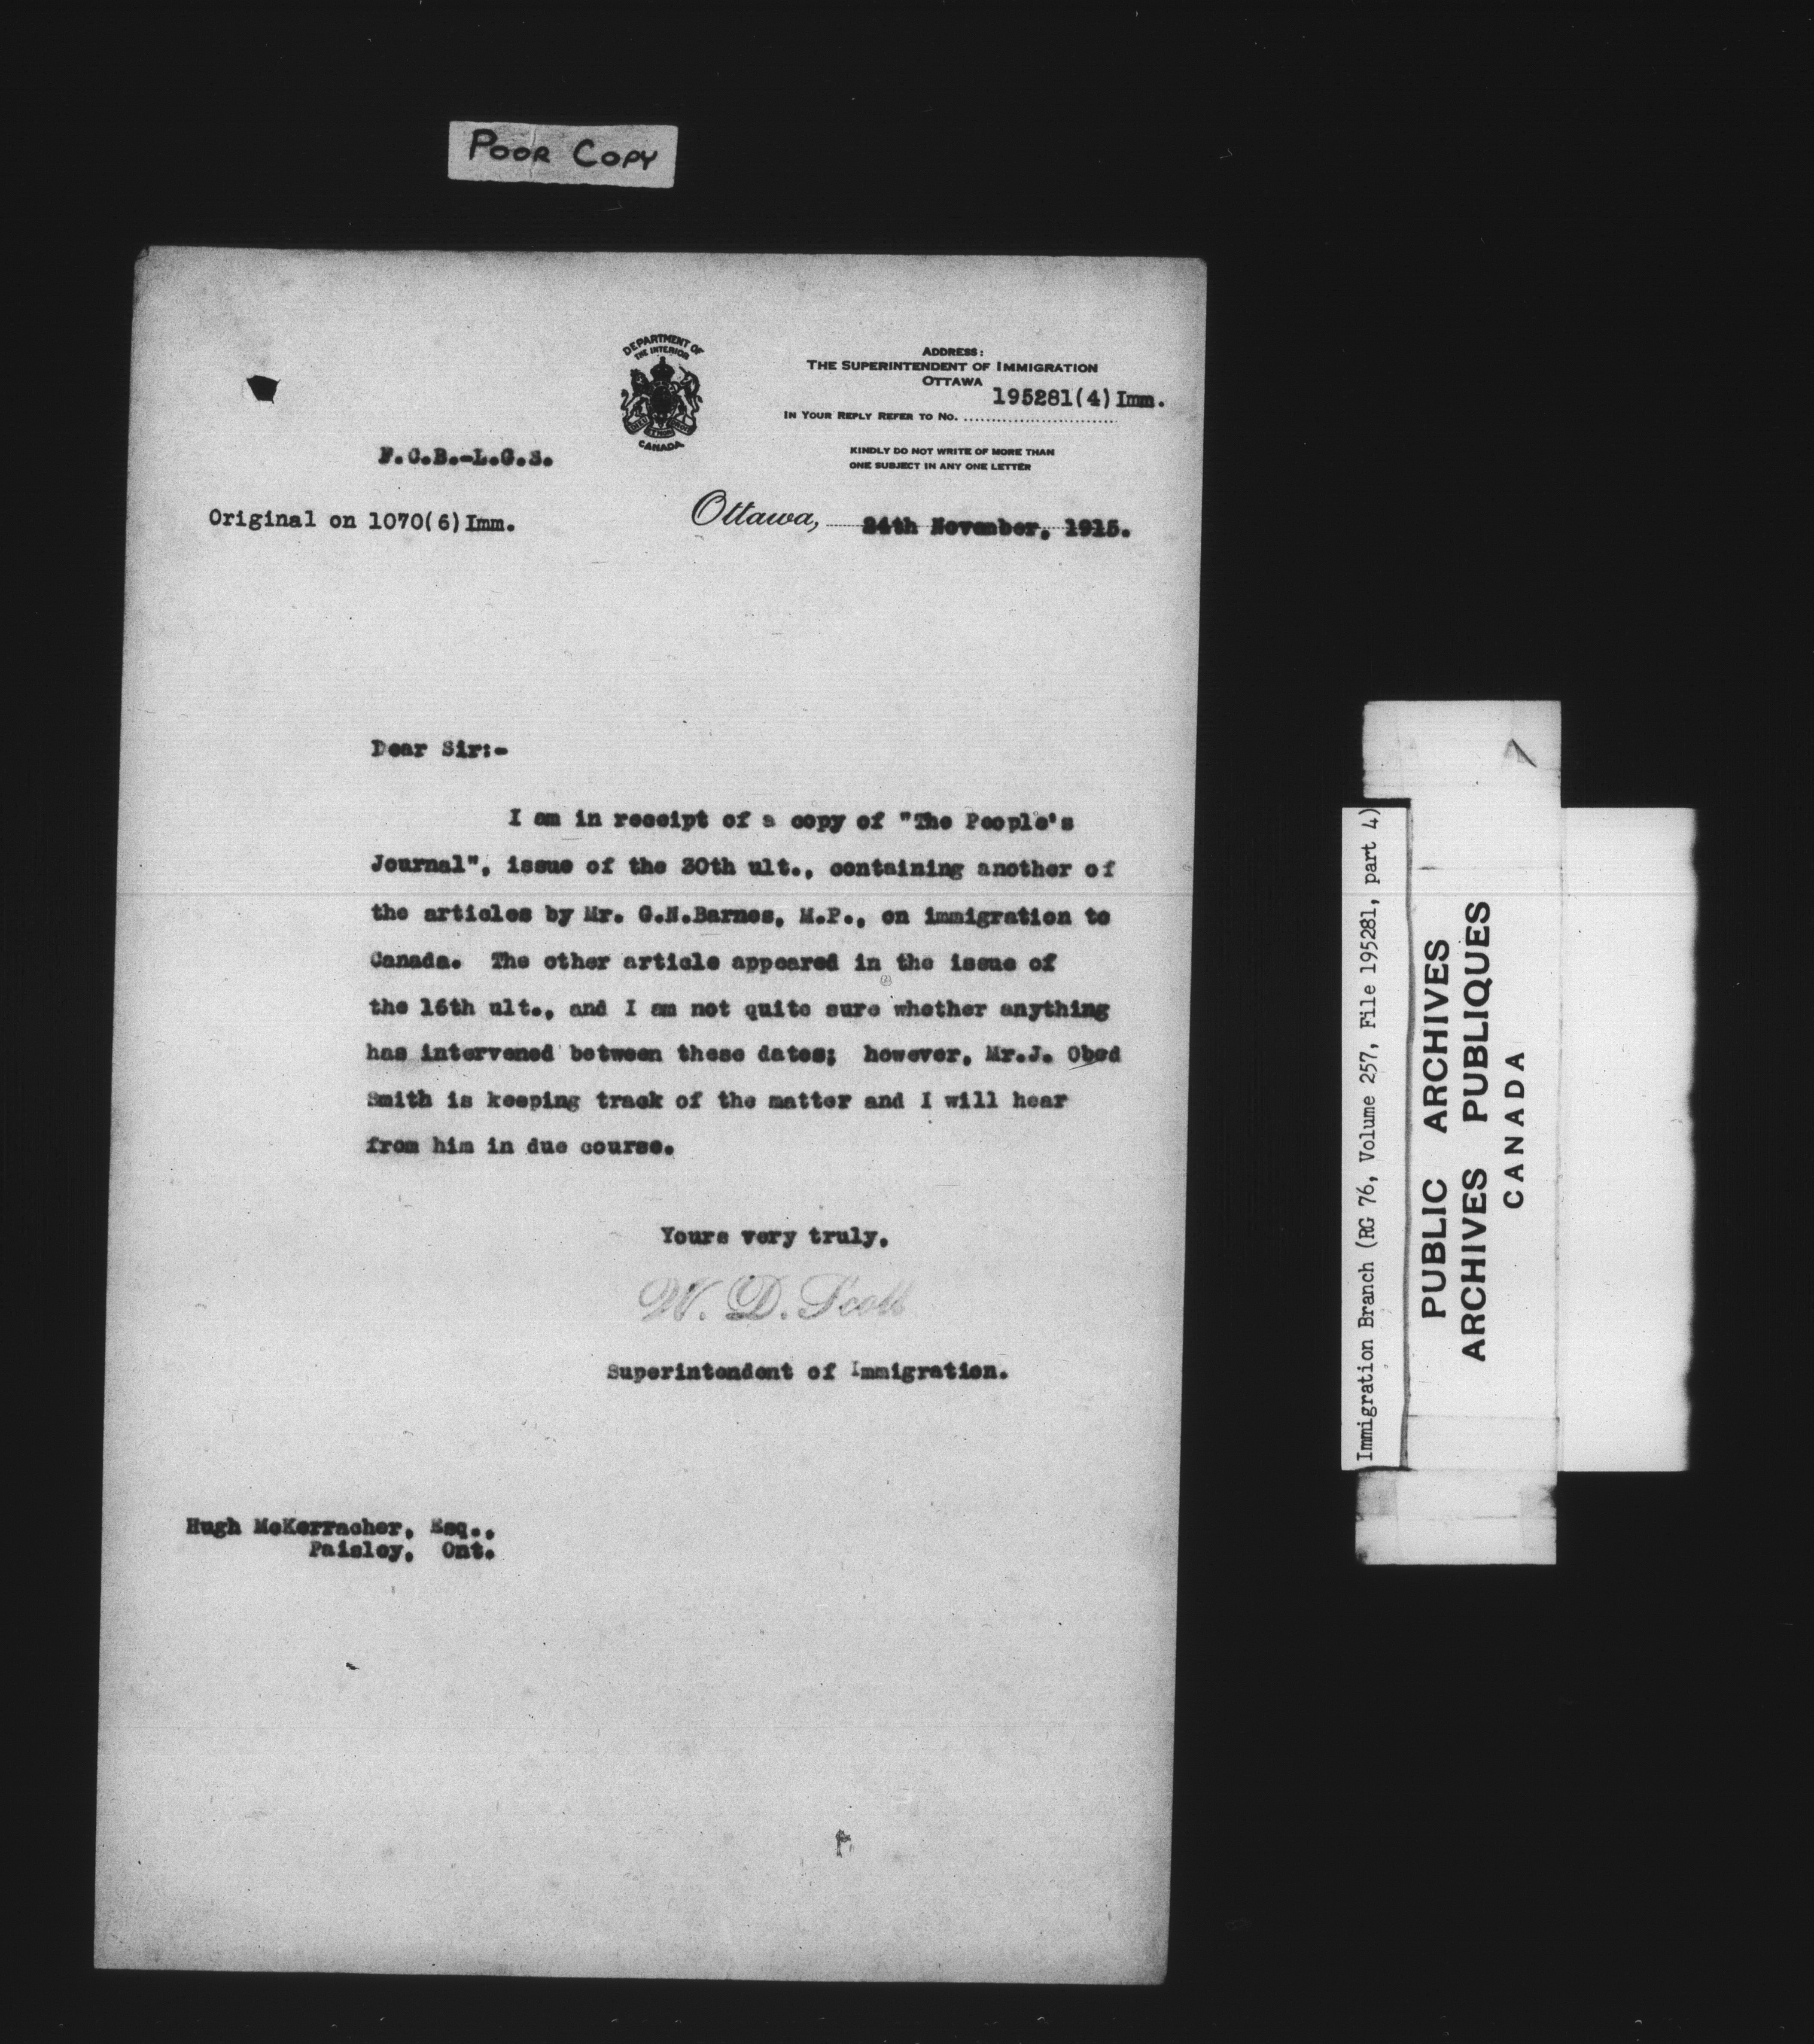 POOR COPY
DEPARTMENT OF
THE INTERIOR
CANADA
ADDRESS:
THE SUPERINTENDENT OF IMMIGRATION
OTTAWA
195281(4)Imm.
IN YOUR REPLY REFER TO No.
KINDLY DO NOT WRITE OF MORE THAN
ONE SUBJECT IN ANY ONE LETTER
F.C.B.-L.G.S.
Original on 1070(6)Imm.
Ottawa, 24th November, 1915.
Dear Sir:-
I am in receipt of a copy of "The People's
Journal", issue of the 30th ult., containing another of
the articles by Mr. G.N.Barnes, M.P., on immigration to
Canada. The other article appeared in the issue of
the 16th ult., and I am not quite sure whether anything
has intervened between these dates; however, Mr.J. Obed
Smith is keeping track of the matter and I will hear
from him in due course.
Yours very truly,
W. D. Scott
Superintendent of Immigration.
Hugh McKerracher, Esq.,
Paisley, Ont.
Immigration Branch (RG 76, Volume 257, File 195281, part 4)
PUBLIC ARCHIVES
ARCHIVES PUBLIQUES
CANADA